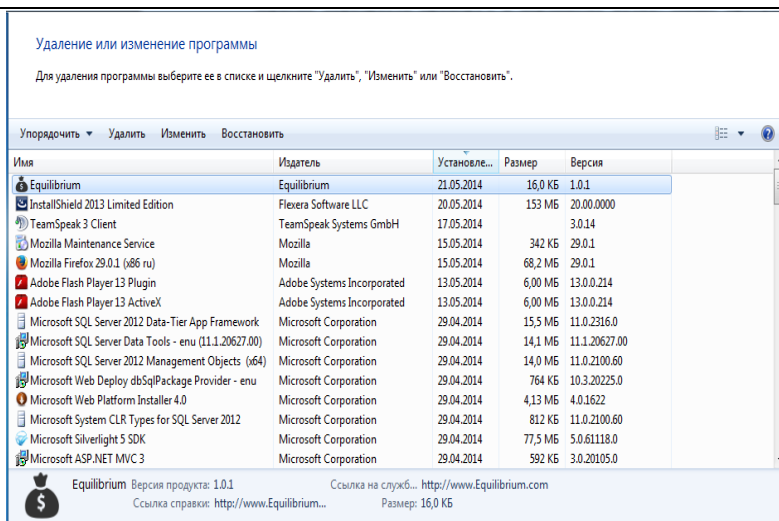 Удаление или изменение программы
Для удаления программы выберите ее в списке и щелкните "Удалить", "Изменить" или "Восстановить".
Упорядочить Удалить Изменить Восстановить
Имя Издатель Установле... Размер Версия
Equilibrium Equilibrium 21.05.2014 16,0 КБ 1.0.1
InstallShield 2013 Limited Edition Flexera Software LLC 20.05.2014 153 МБ 20.00.0000
TeamSpeak 3 Client TeamSpeak Systems GmbH 17.05.2014 3.0.14
Mozilla Maintenance Service Mozilla 15.05.2014 342 КБ 29.0.1
Mozilla Firefox 29.0.1 (x86 ru) Mozilla 15.05.2014 68,2 МБ 29.0.1
Adobe Flash Player 13 Plugin Adobe Systems Incorporated 13.05.2014 6,00 МБ 13.0.0.214
Adobe Flash Player 13 ActiveX Adobe Systems Incorporated 13.05.2014 6,00 МБ 13.0.0.214
Microsoft SQL Server 2012 Data-Tier App Framework Microsoft Corporation 29.04.2014 15,5 МБ 11.0.2316.0
Microsoft SQL Server Data Tools - enu (11.1.20627.00) Microsoft Corporation 29.04.2014 14,1 МБ 11.1.20627.00
Microsoft SQL Server 2012 Management Objects (x64) Microsoft Corporation 29.04.2014 14,0 МБ 11.0.2100.60
Microsoft Web Deploy dbSqlPackage Provider - enu Microsoft Corporation 29.04.2014 764 КБ 10.3.20225.0
Microsoft Web Platform Installer 4.0 Microsoft Corporation 29.04.2014 4,13 МБ 4.0.1622
Microsoft System CLR Types for SQL Server 2012 Microsoft Corporation 29.04.2014 812 КБ 11.0.2100.60
Microsoft Silverlight 5 SDK Microsoft Corporation 29.04.2014 77,5 МБ 5.0.61118.0
Microsoft ASP.NET MVC 3 Microsoft Corporation 29.04.2014 592 КБ 3.0.20105.0
Equilibrium Версия продукта: 1.0.1 Ссылка на служб... http://www.Equilibrium.com
Ссылка справки: http://www.Equilibrium... Размер: 16,0 КБ